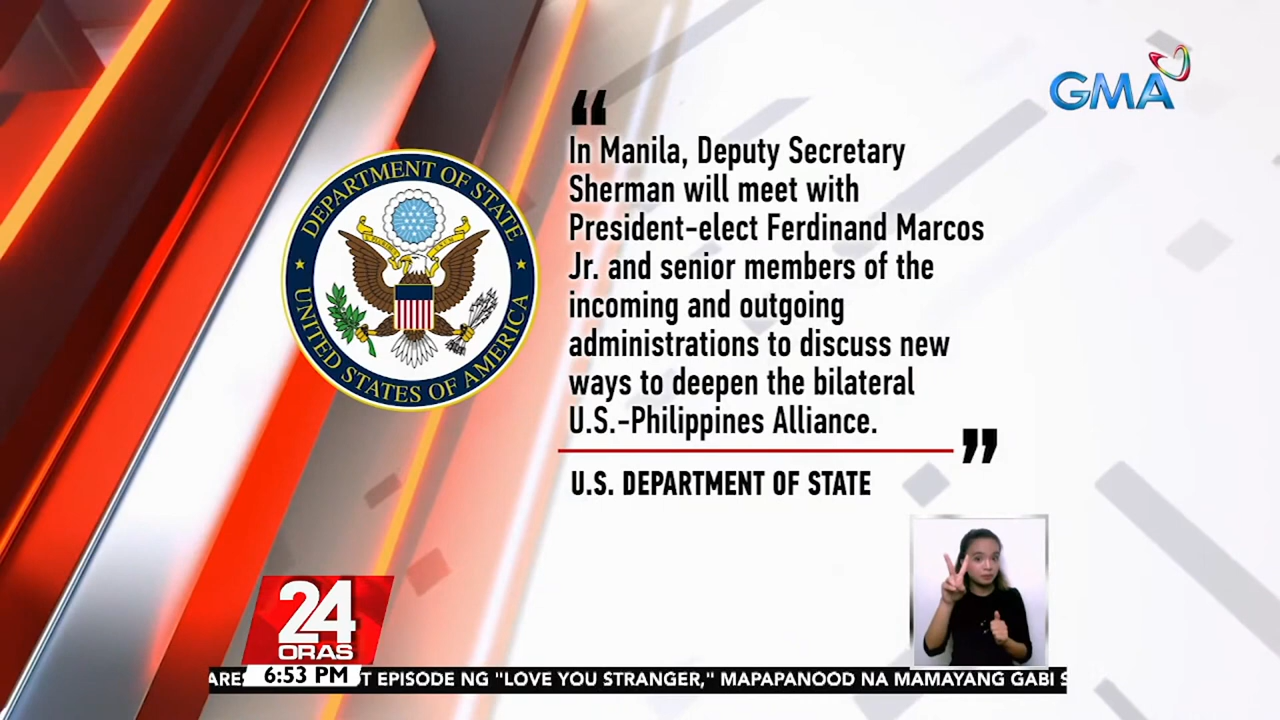 GMA
“
In Manila, Deputy Secretary
Sherman will meet with
President-elect Ferdinand Marcos
Jr. and senior members of the
incoming and outgoing
administrations to discuss new
ways to deepen the bilateral
U.S.-Philippines Alliance.
”
U.S. DEPARTMENT OF STATE
DEPARTMENT OF STATE
UNITED STATES OF AMERICA
24
ORAS
6:53 PM
EPISODE NG "LOVE YOU STRANGER," MAPAPANOOD NA MAMAYANG GABI